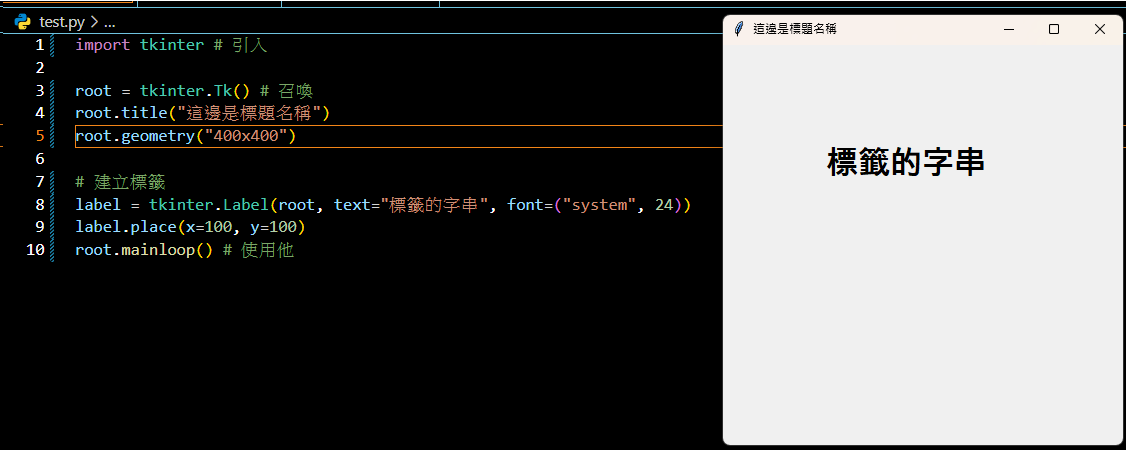 test.py > ...
1 import tkinter # 引入
2
3 root = tkinter.Tk() # 召喚
4 root.title("這邊是標題名稱")
5 root.geometry("400x400")
6
7 # 建立標籤
8 label = tkinter.Label(root, text="標籤的字串", font=("system", 24))
9 label.place(x=100, y=100)
10 root.mainloop() # 使用他
這邊是標題名稱
標籤的字串